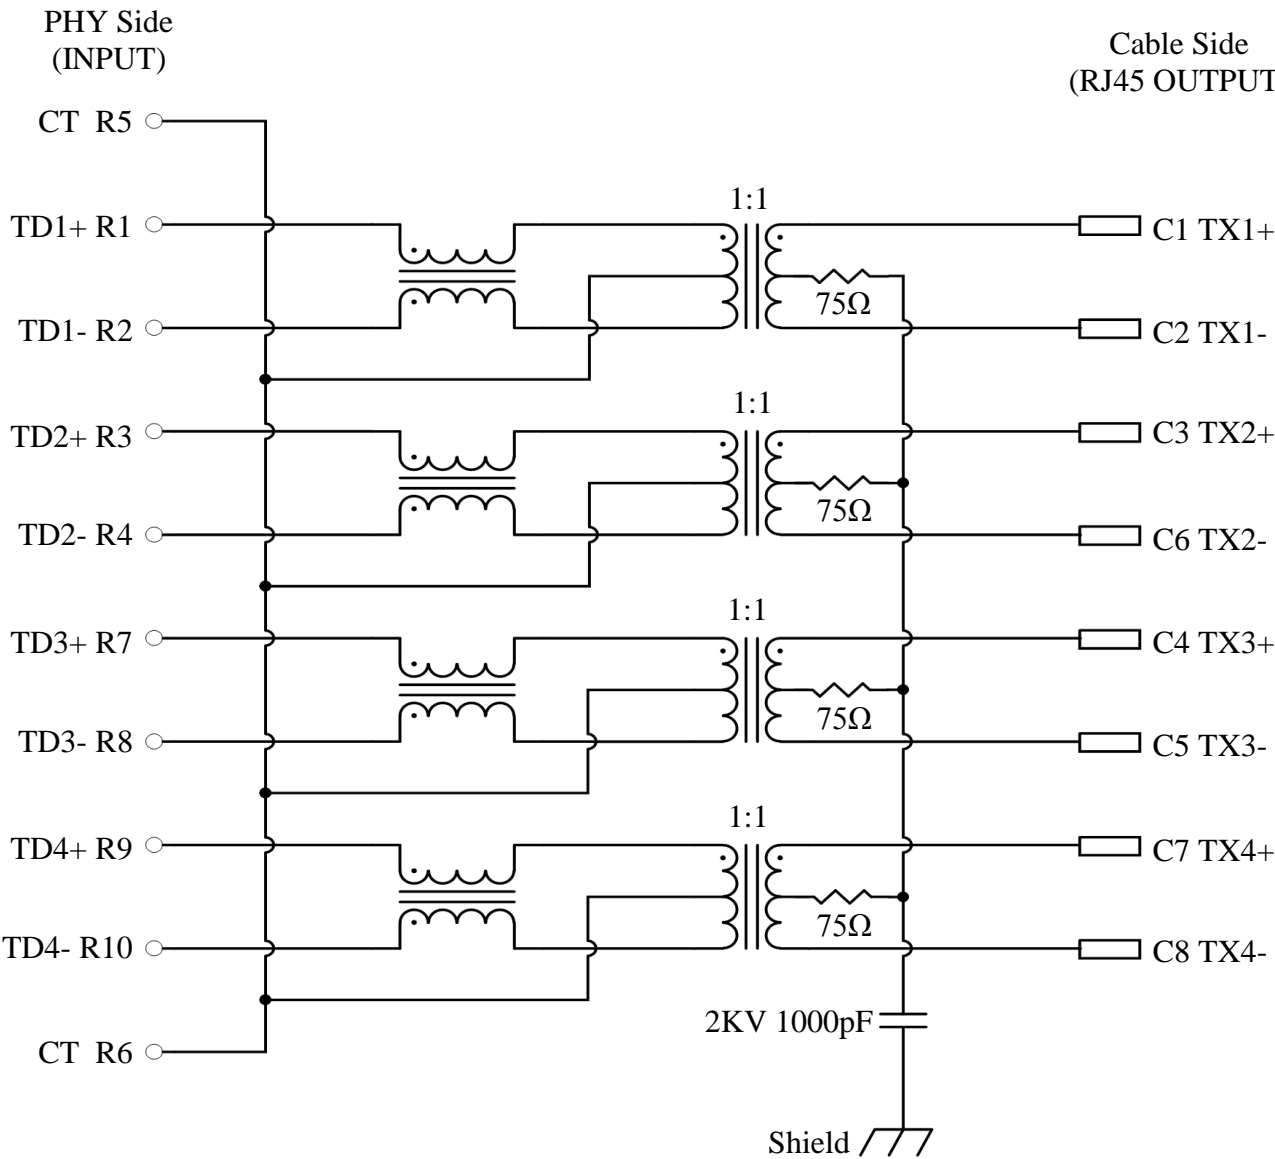 PHY Side
(INPUT)
Cable Side
(RJ45 OUTPUT
CT R5
1:1
TD1+ R1
C1 TX1+
75Ω
TD1- R2
C2 TX1-
1:1
TD2+ R3
C3 TX2+
75Ω
TD2- R4
C6 TX2-
1:1
TD3+ R7
C4 TX3+
75Ω
TD3- R8
C5 TX3-
1:1
TD4+ R9
C7 TX4+
75Ω
TD4- R10
C8 TX4-
2KV 1000pF
CT R6
Shield